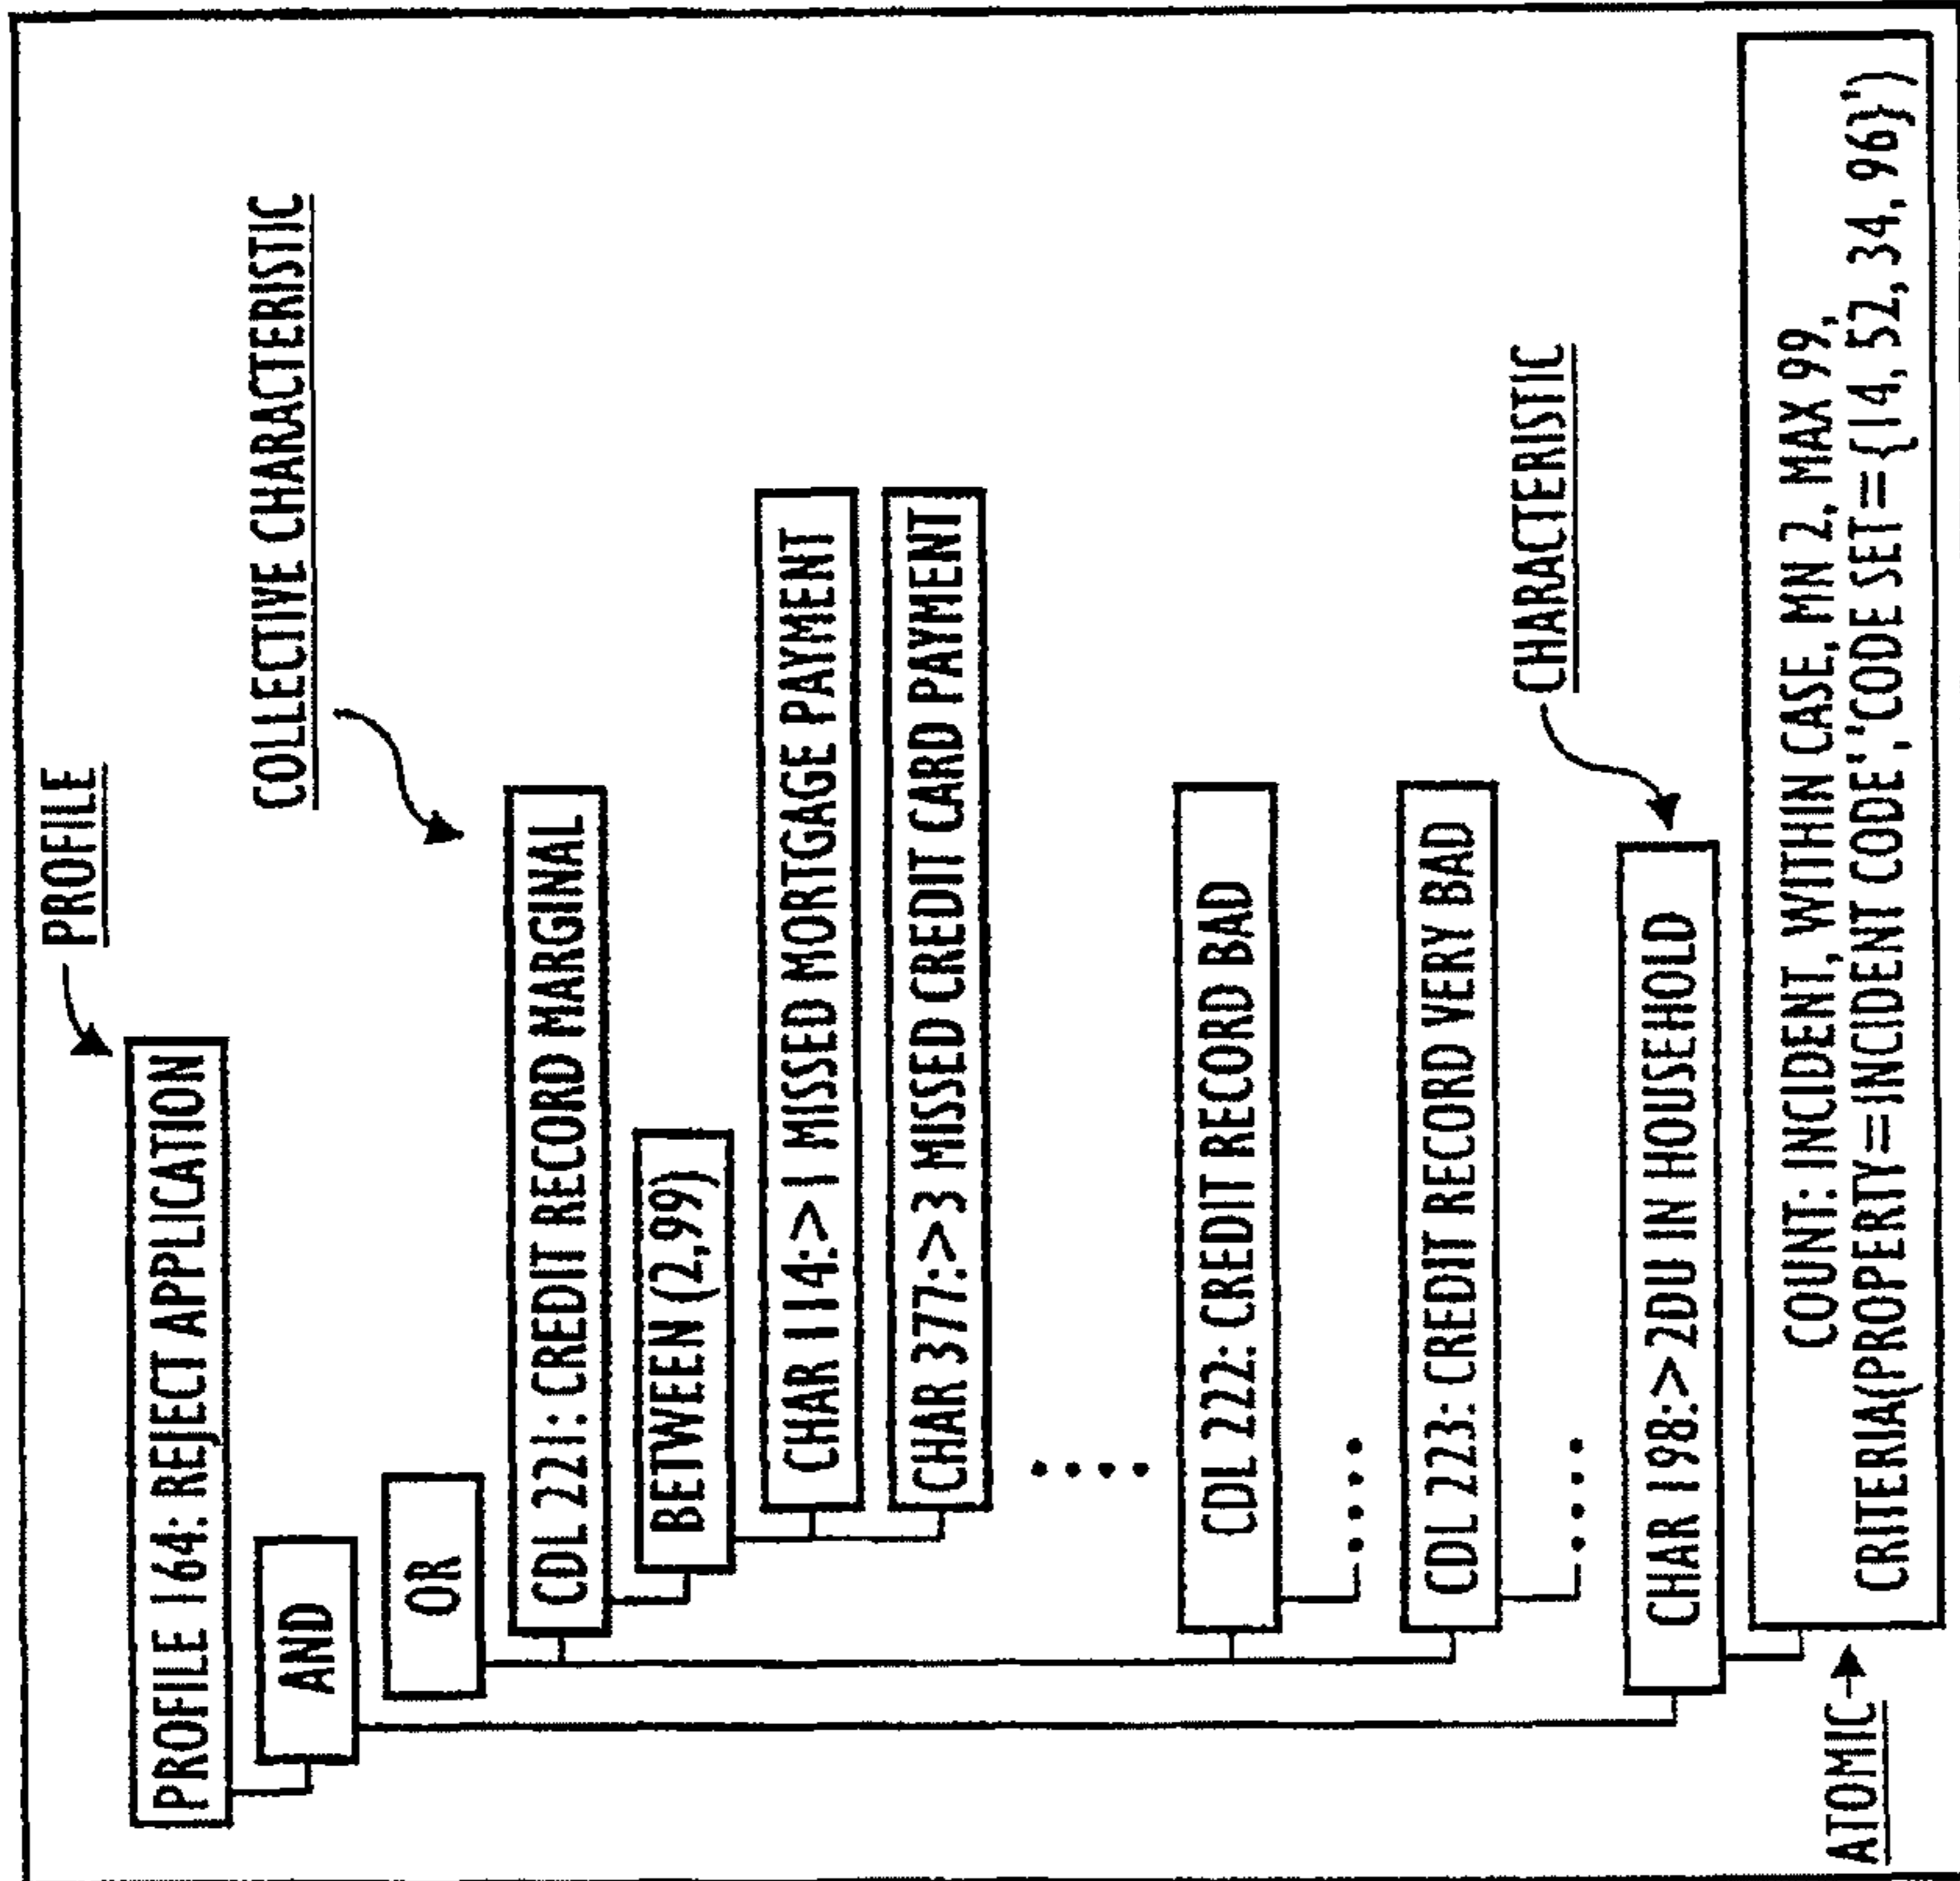 PROFILE
PROFILE 164: REJECT APPLICATION
COLLECTIVE CHARACTERISTIC
AND
OR
CDL 221: CREDIT RECORD MARGINAL
BETWEEN (2,99)
CHAR 114:>1 MISSED MORTGAGE PAYMENT
CHAR 377:>3 MISSED CREDIT CARD PAYMENT
CDL 222: CREDIT RECORD BAD
CDL 223: CREDIT RECORD VERY BAD
CHARACTERISTIC
CHAR 198:>2DU IN HOUSEHOLD
ATOMIC
COUNT: INCIDENT, WITHIN CASE, MN 2, MAX 99,
CRITERIA(PROPERTY=INCIDENT CODE','CODE SET={14, 52, 34, 96}')